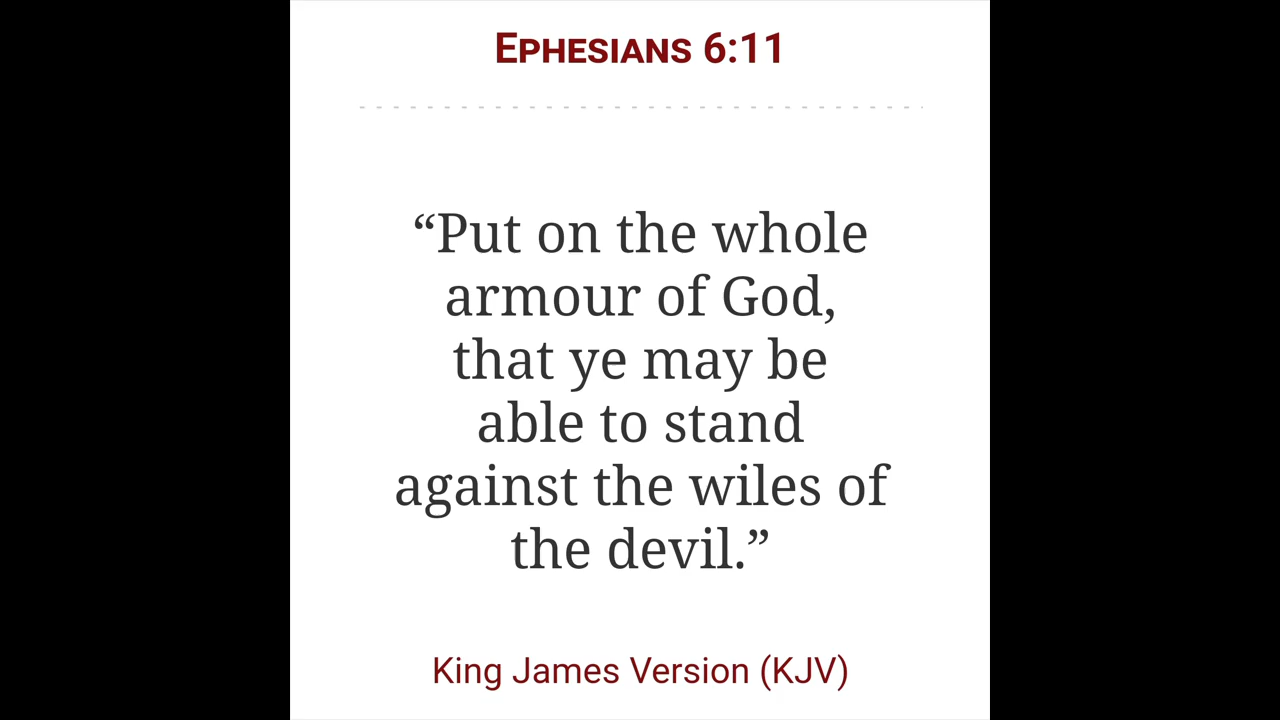 Ephesians 6:11
“Put on the whole
armour of God,
that ye may be
able to stand
against the wiles of
the devil.”
King James Version (KJV)